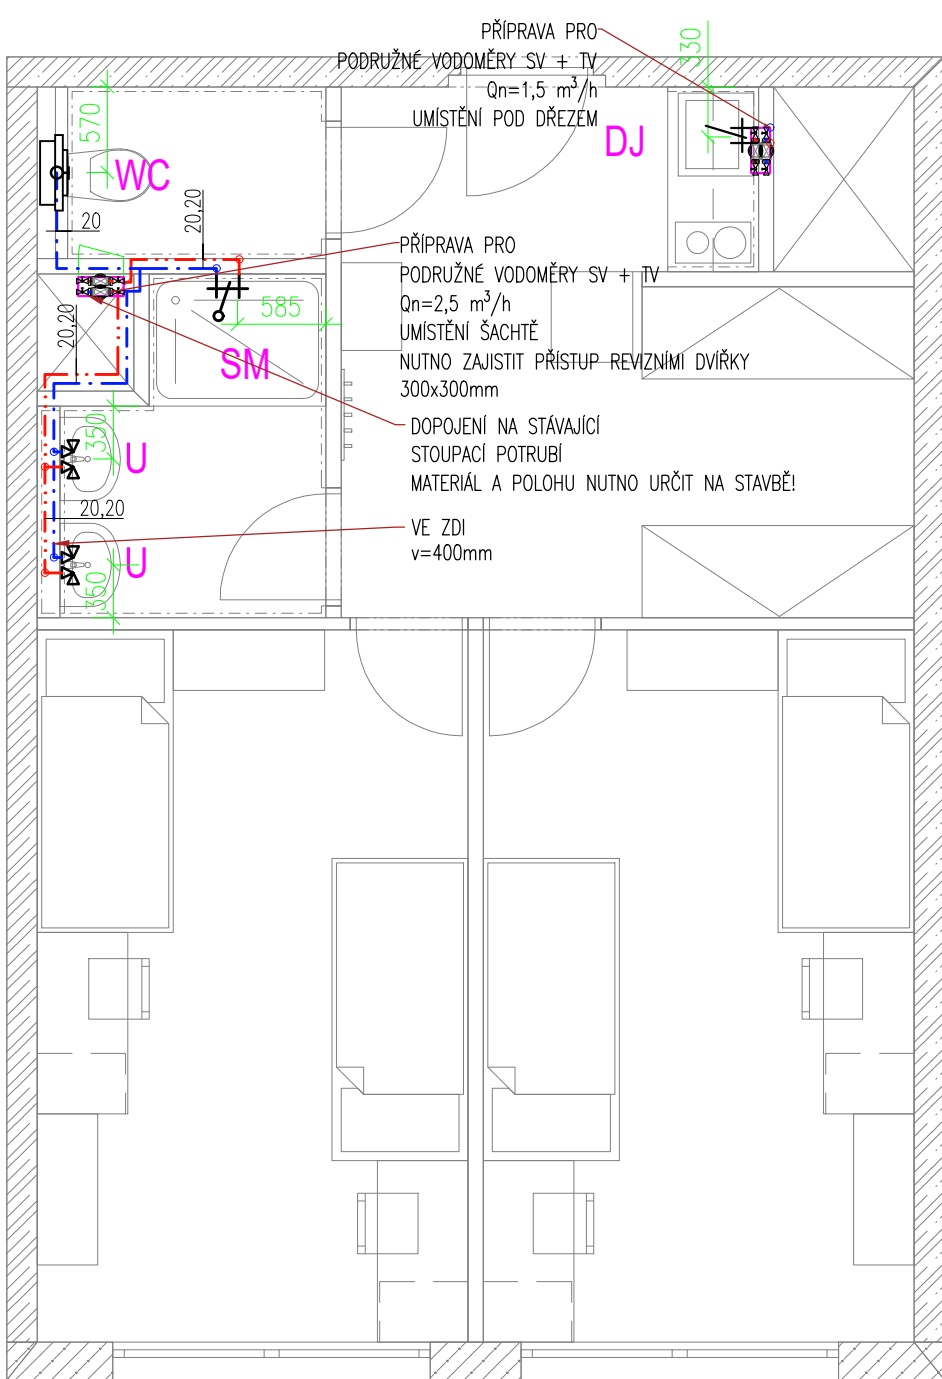 PŘÍPRAVA PRO
PODRUŽNÉ VODOMĚRY SV + TV
Qn=1,5 m³/h
UMÍSTĚNÍ POD DŘEZEM
330
DJ
570
WC
20
20,20
PŘÍPRAVA PRO
PODRUŽNÉ VODOMĚRY SV + TV
Qn=2,5 m³/h
UMÍSTĚNÍ ŠACHTĚ
NUTNO ZAJISTIT PŘÍSTUP REVIZNÍMI DVÍŘKY
300x300mm
585
20,20
SM
DOPOJENÍ NA STÁVAJÍCÍ
STOUPACÍ POTRUBÍ
MATERIÁL A POLOHU NUTNO URČIT NA STAVBĚ!
350
U
20,20
VE ZDI
v=400mm
U
350